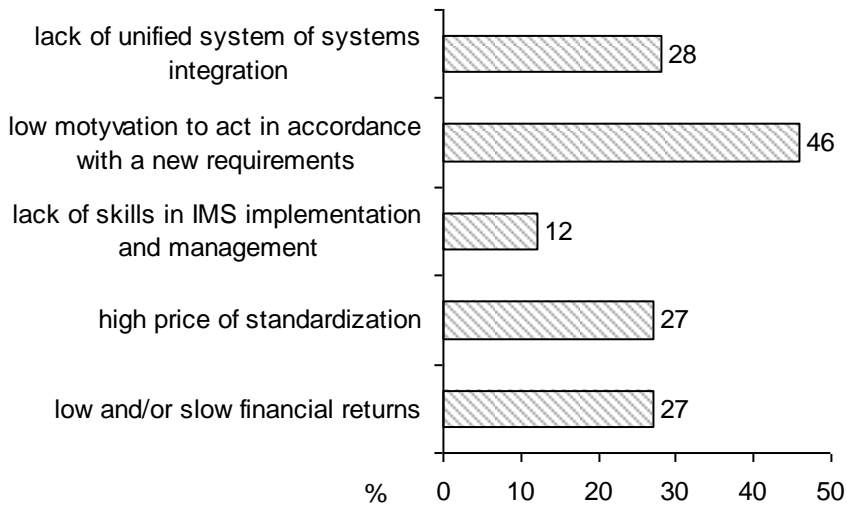 lack of unified system of systems
integration
28
low motyvation to act in accordance
with a new requirements
46
lack of skills in IMS implementation
and management
12
high price of standardization
27
low and/or slow financial returns
27
% 0 10 20 30 40 50